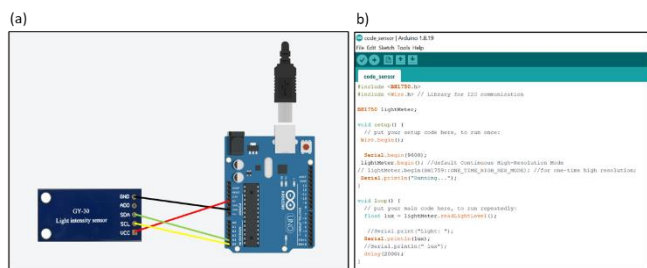 (a)
GND
ADO
SDA
SCL
VCC
GY-30
Light intensity sensor
UNO
b)
code_sensor | Arduino 1.8.19
File Edit Sketch Tools Help
code_sensor
#include <BH1750.h>
#include <Wire.h> // Library for I2C communication
BH1750 lightMeter;
void setup() {
// put your setup code here, to run once:
Wire.begin();
Serial.begin(9600);
lightMeter.begin(); //default Continuous High-Resolution Mode
// lightMeter.begin(BH1750::ONE_TIME_HIGH_RES_MODE); //for one-time high resolution;
Serial.println("Running...");
}
void loop() {
// put your main code here, to run repeatedly:
float lux = lightMeter.readLightLevel();
//Serial.print("Light: ");
Serial.println(lux);
//Serial.println(" lux");
delay(2000);
}